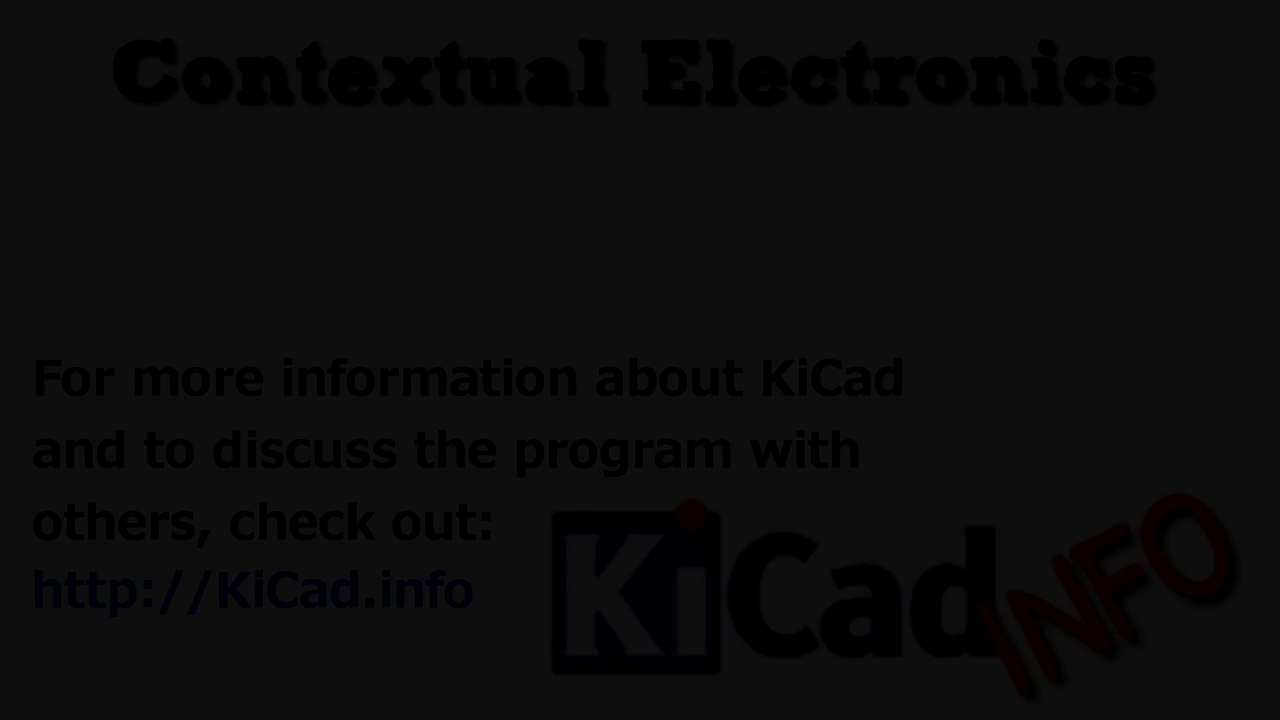 Contextual Electronics
For more information about KiCad
and to discuss the program with
others, check out:
http://KiCad.info
KiCad INFO